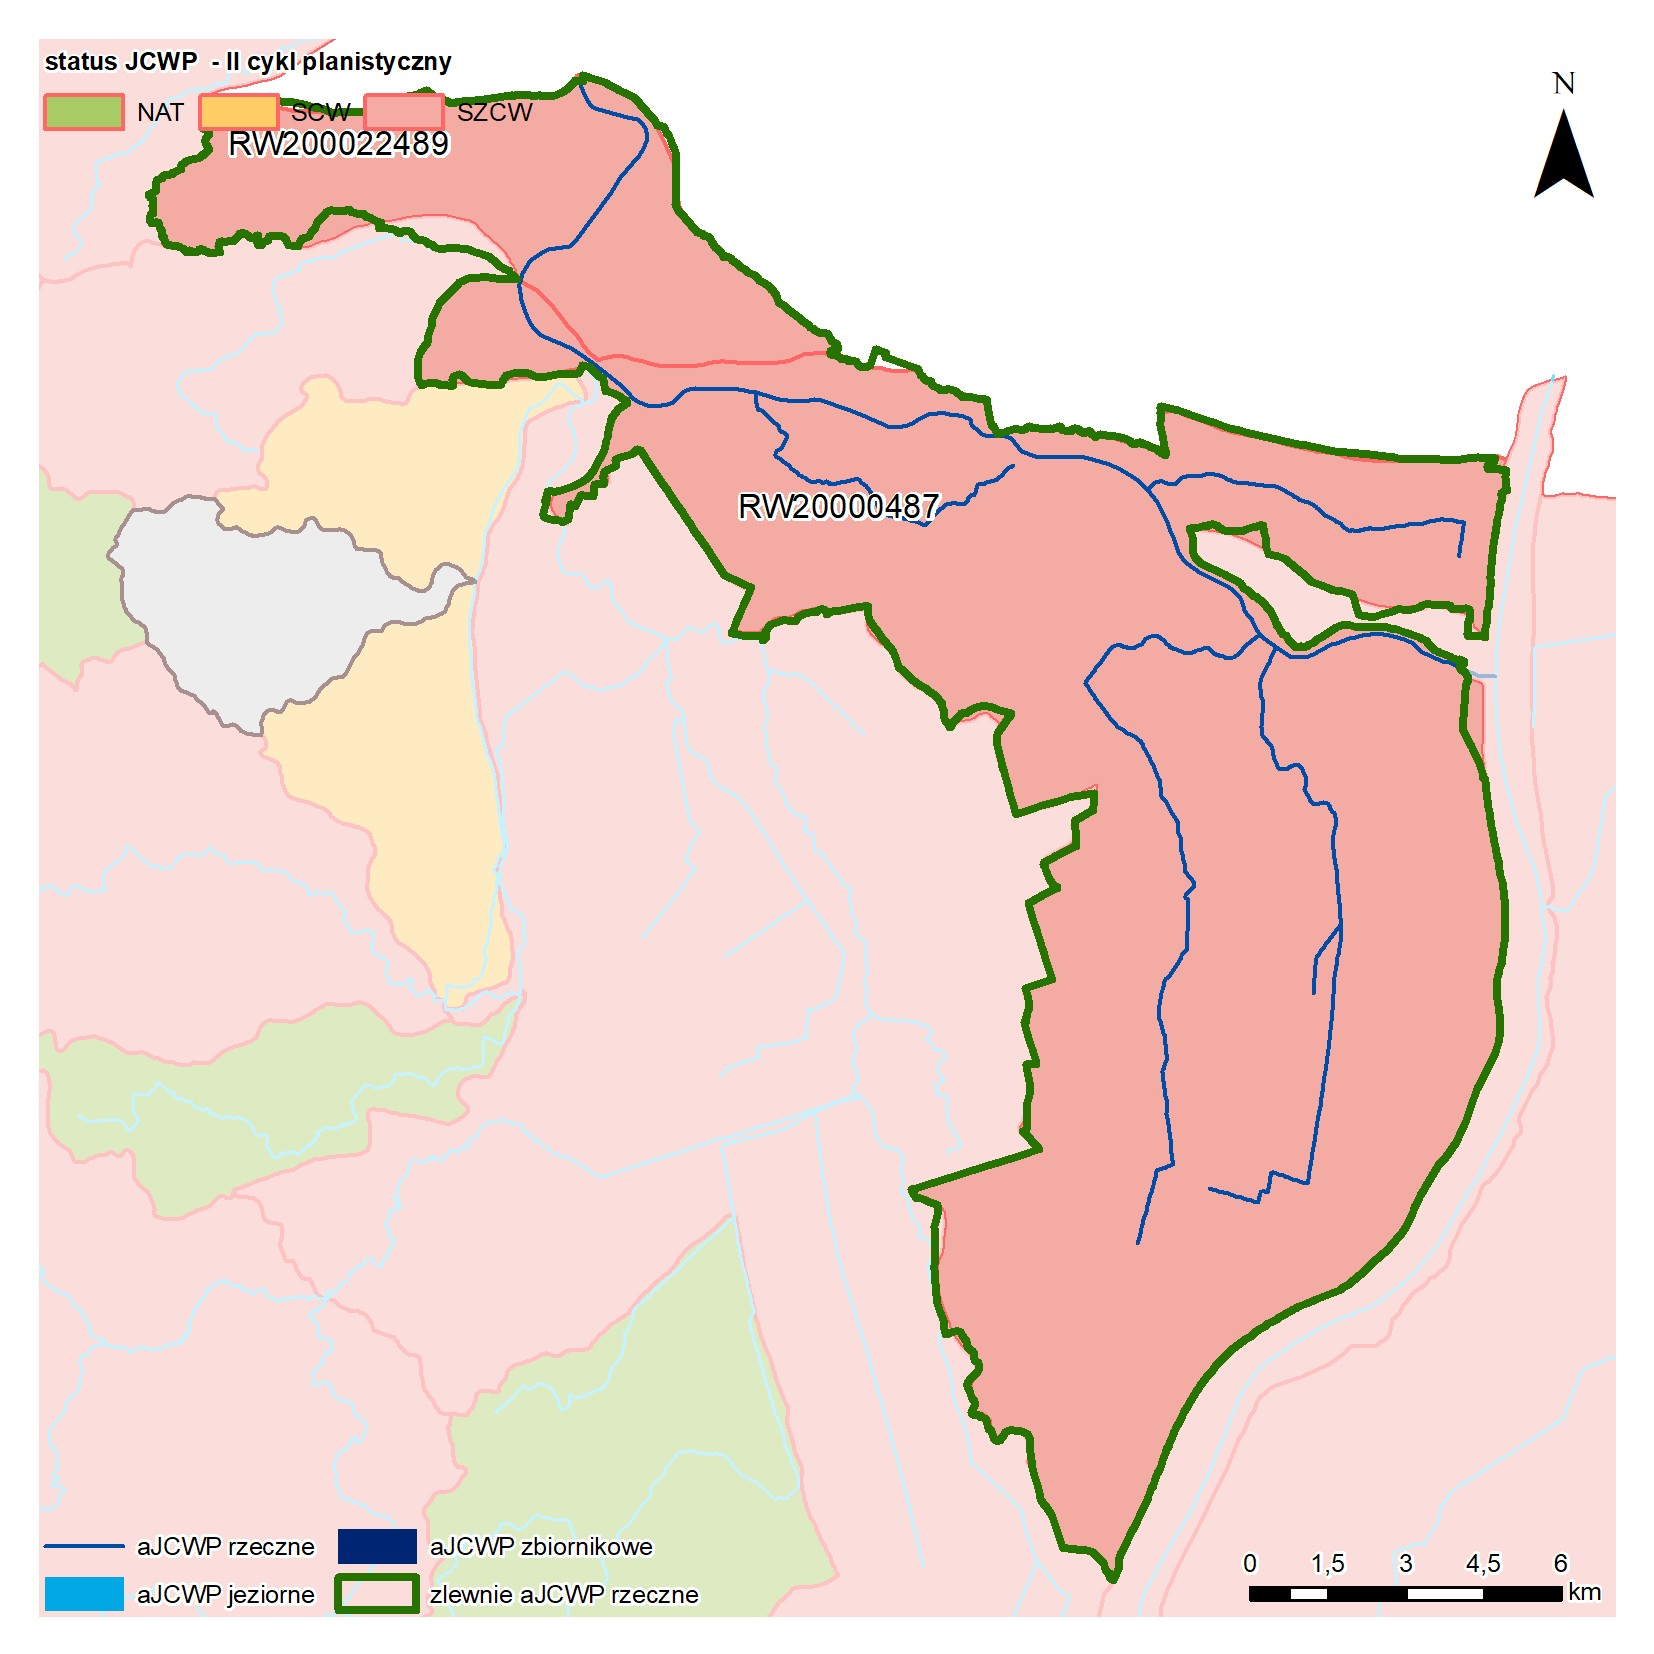 status JCWP - II cykl planistyczny
NAT SCW SZCW
RW200022489
N
RW20000487
aJCWP rzeczne aJCWP zbiornikowe
aJCWP jeziorne zlewnie aJCWP rzeczne
0 1,5 3 4,5 6
km